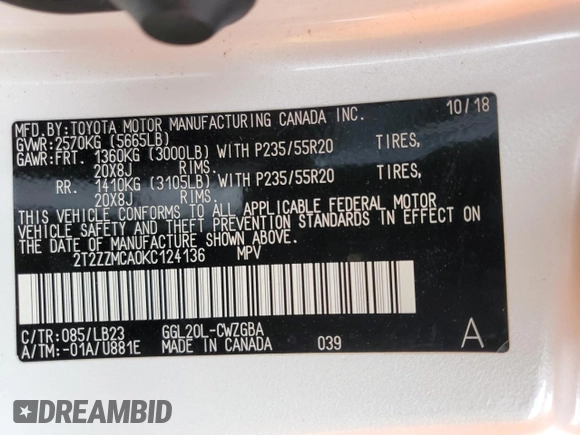 MFD.BY:TOYOTA MOTOR MANUFACTURING CANADA INC. 10/18
GVWR:2570KG (5665LB)
GAWR:FRT. 1360KG (3000LB) WITH P235/55R20 TIRES,
20X8J RIMS.
RR. 1410KG (3105LB) WITH P235/55R20 TIRES,
20X8J RIMS.
THIS VEHICLE CONFORMS TO ALL APPLICABLE FEDERAL MOTOR
VEHICLE SAFETY AND THEFT PREVENTION STANDARDS IN EFFECT ON
THE DATE OF MANUFACTURE SHOWN ABOVE.
2T2ZZMCA0KC124136 MPV
C/TR:085/LB23 GGL20L-CWZGBA
A/TM:-01A/U881E MADE IN CANADA 039 A
DREAMBID